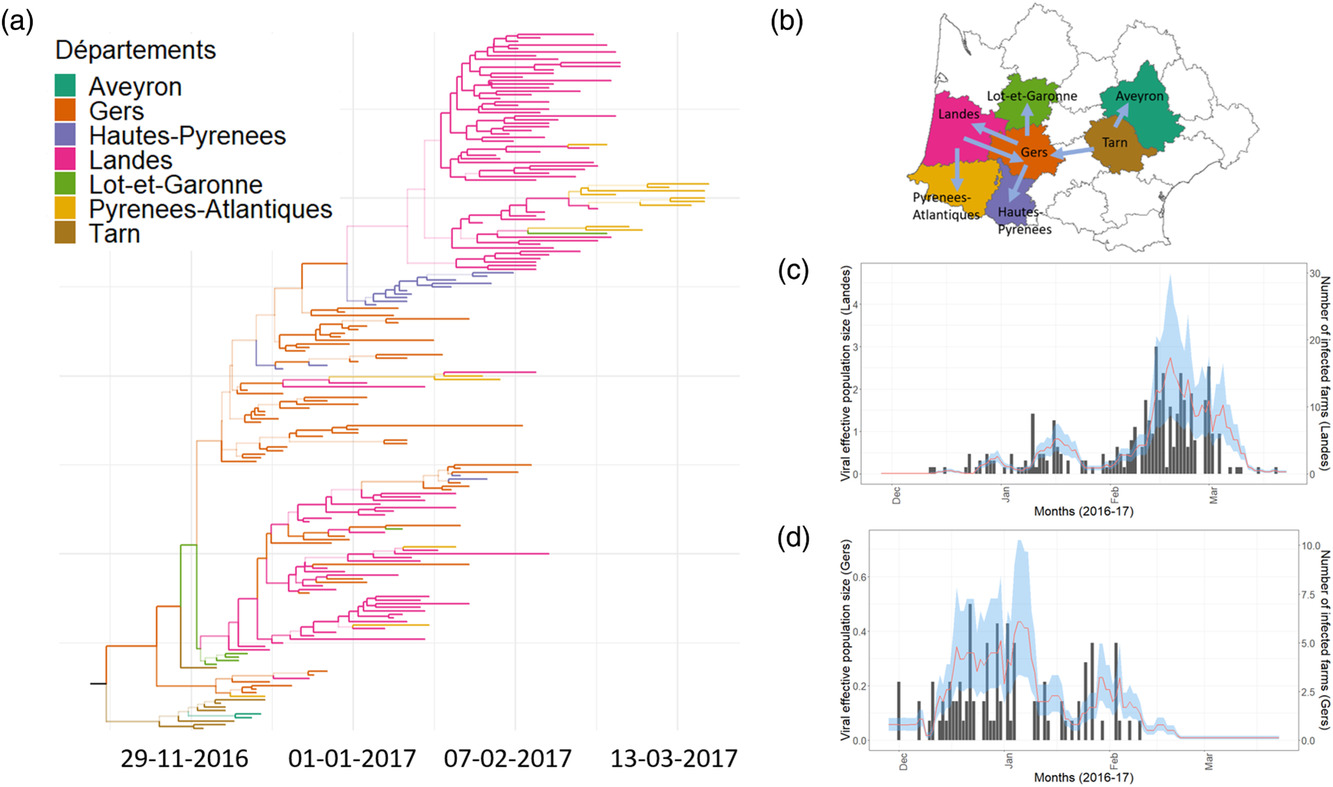 (a)
Départements
Aveyron
Gers
Hautes-Pyrenees
Landes
Lot-et-Garonne
Pyrenees-Atlantiques
Tarn
29-11-2016
01-01-2017
07-02-2017
13-03-2017
(b)
Lot-et-Garonne
Aveyron
Landes
Gers
Tarn
Pyrenees-
Atlantiques
Hautes-
Pyrenees
(c)
Viral effective population size (Landes)
4
3
2
1
0
30
20
10
0
Number of infected farms (Landes)
Dec
Jan
Feb
Mar
Months (2016-17)
(d)
Viral effective population size (Gers)
0.6
0.4
0.2
0.0
10.0
7.5
5.0
2.5
0.0
Number of infected farms (Gers)
Dec
Jan
Feb
Mar
Months (2016-17)